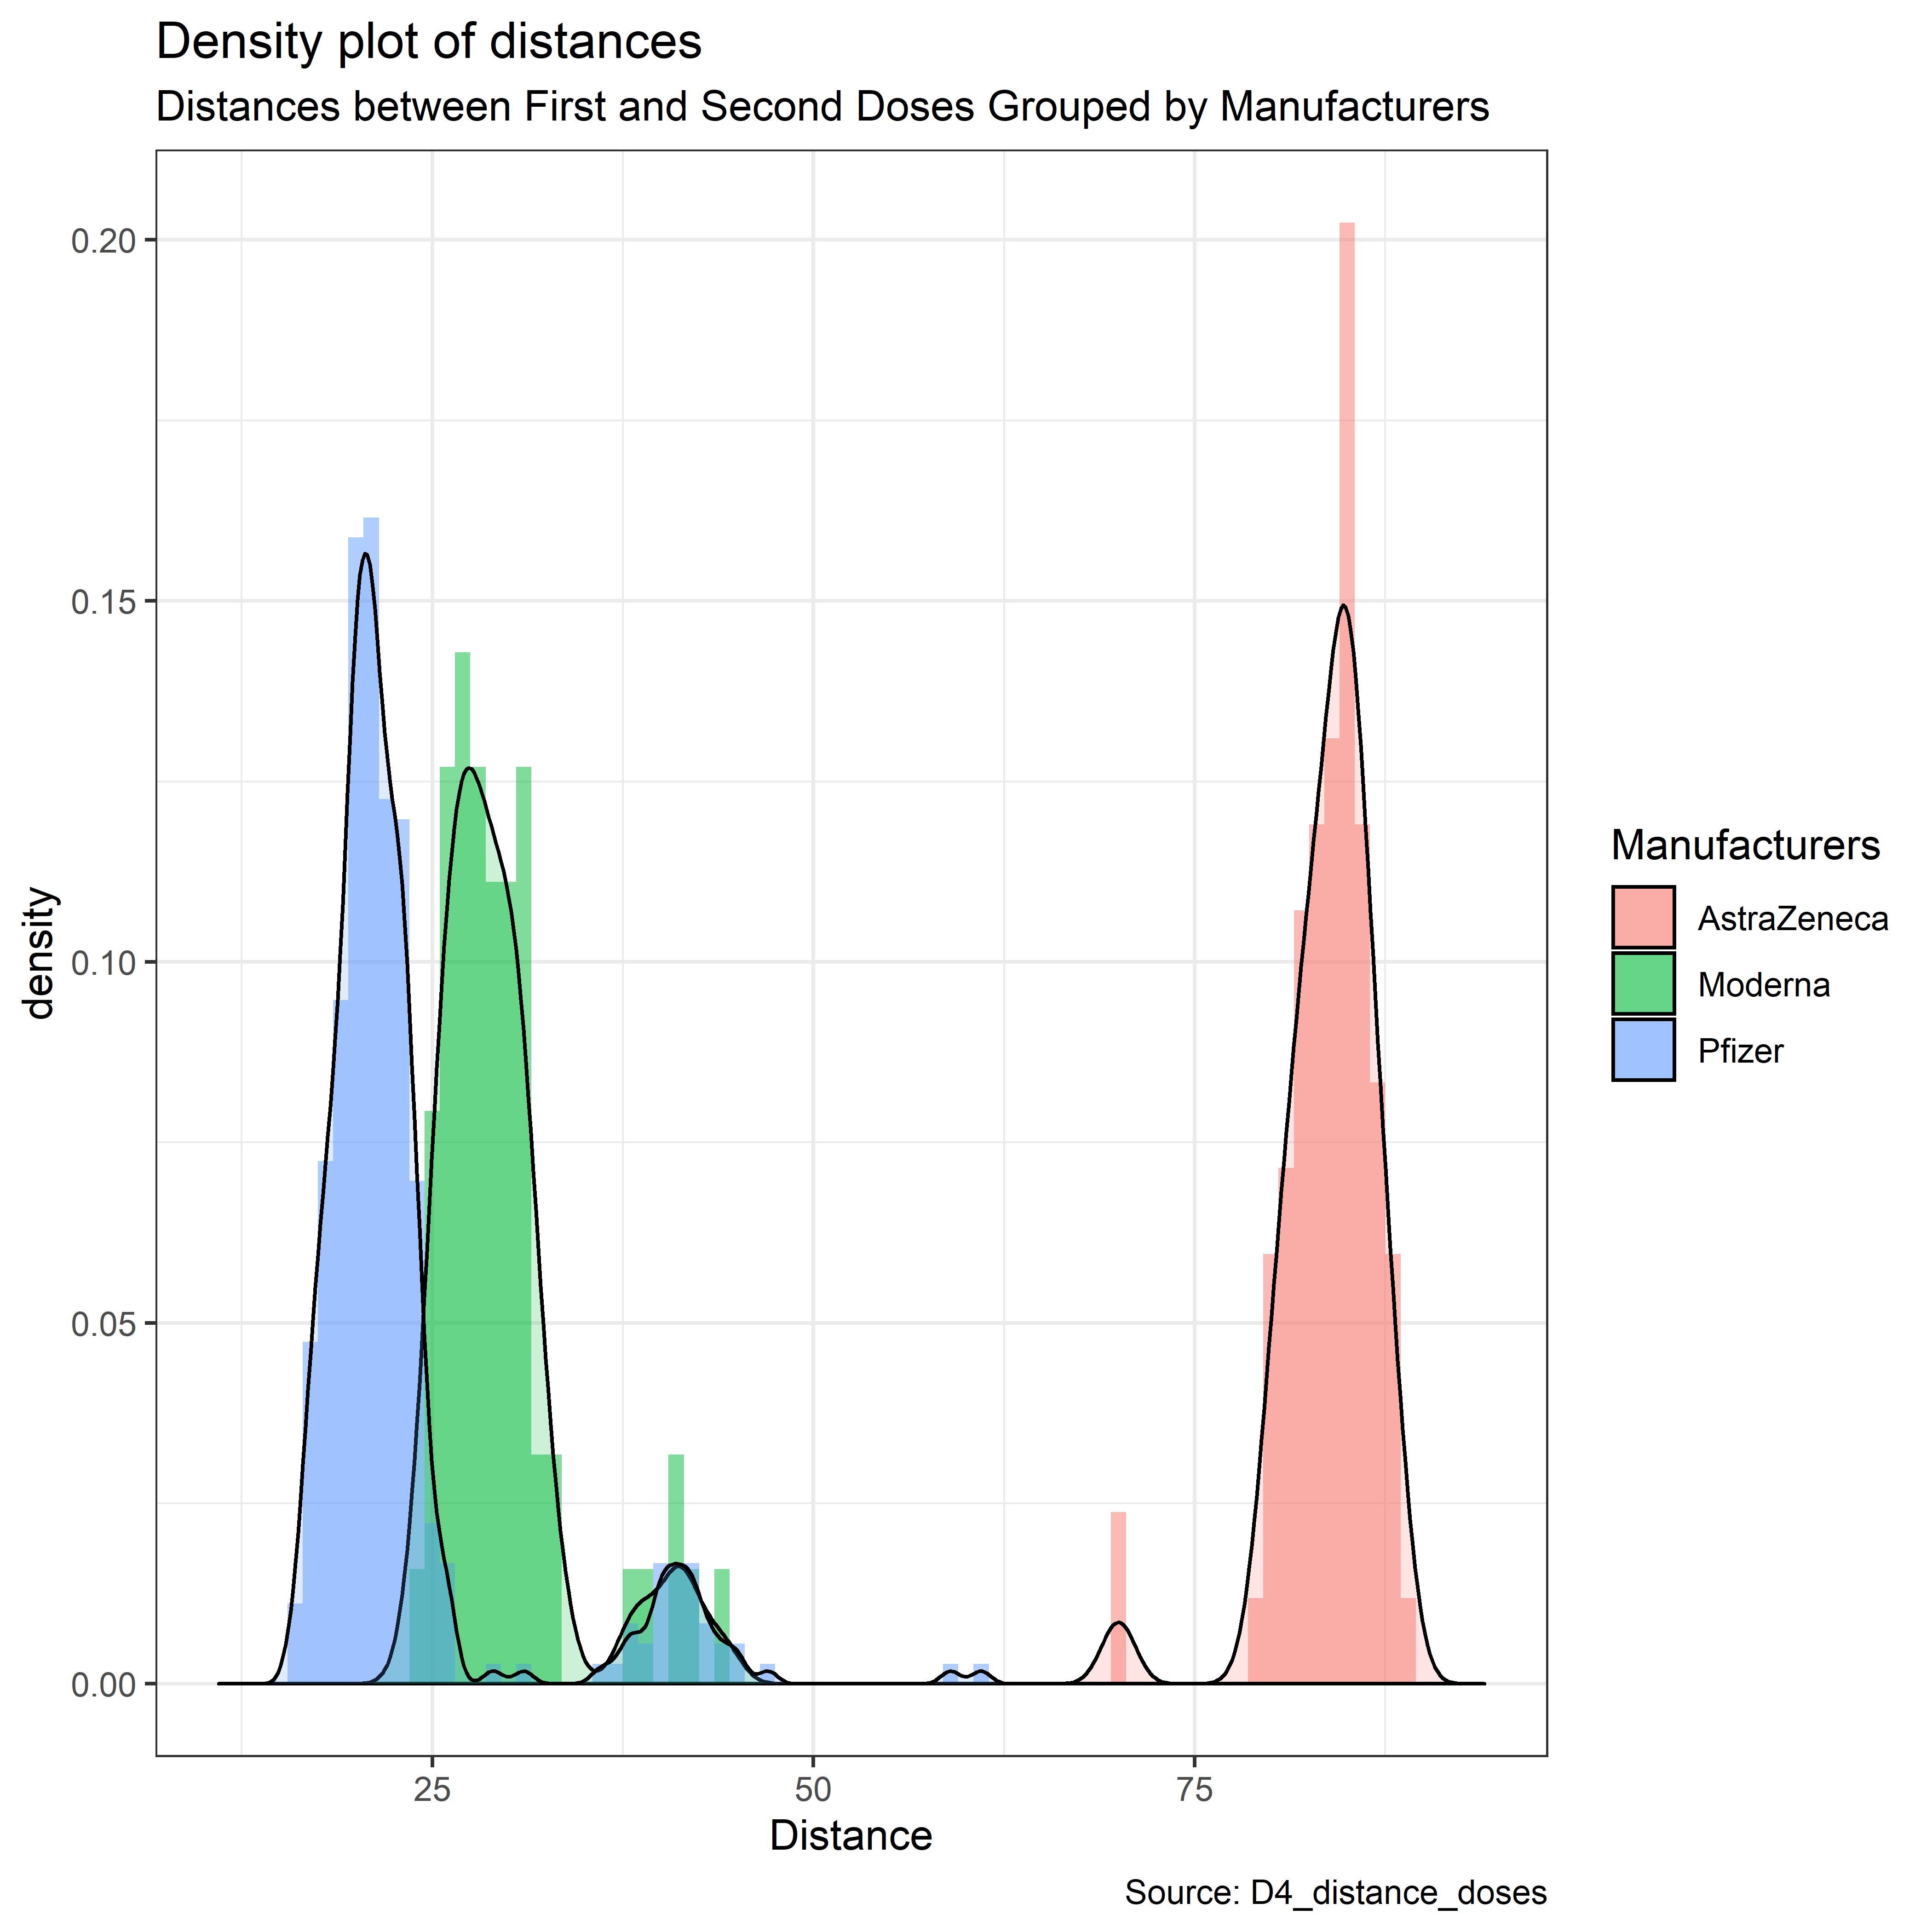 Density plot of distances
Distances between First and Second Doses Grouped by Manufacturers
0.20
0.15
0.10
0.05
0.00
density
25 50 75
Distance
Manufacturers
AstraZeneca
Moderna
Pfizer
Source: D4_distance_doses